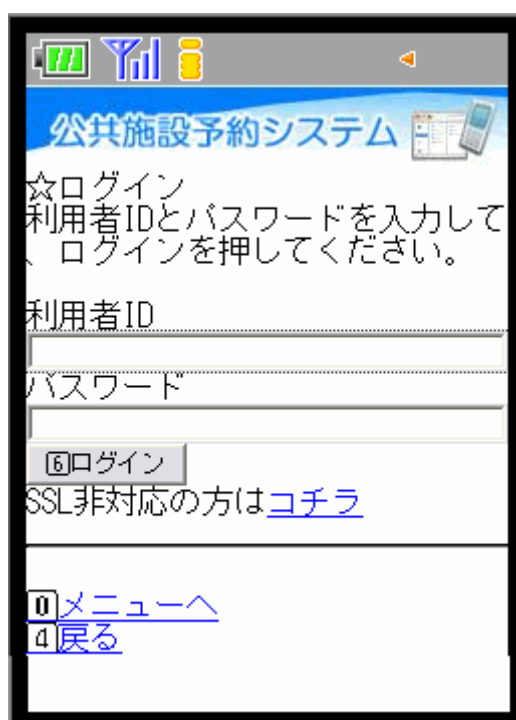 公共施設予約システム
☆ログイン
利用者IDとパスワードを入力して
、ログインを押してください。
利用者ID
パスワード
6ログイン
SSL非対応の方はコチラ
0メニューへ
4戻る